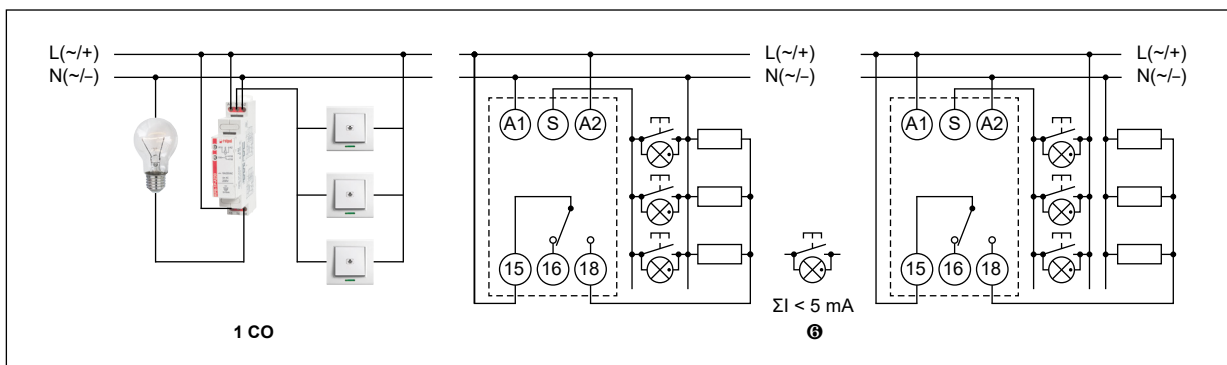 L(~/+)
N(~/–)
1 CO
L(~/+)
N(~/–)
A1 S A2
15 16 18
ΣI < 5 mA
❻
L(~/+)
N(~/–)
A1 S A2
15 16 18